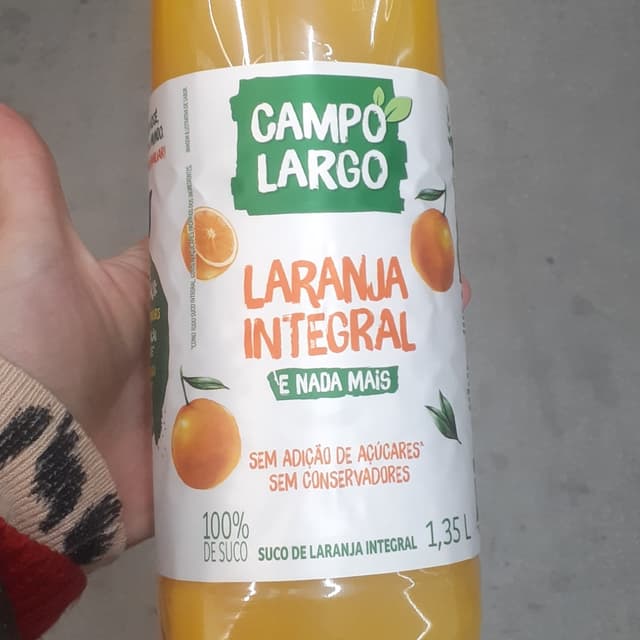 CAMPO
LARGO
LARANJA
INTEGRAL
E NADA MAIS
SEM ADIÇÃO DE AÇÚCARES*
SEM CONSERVADORES
100%
DE SUCO
SUCO DE LARANJA INTEGRAL
1,35 L